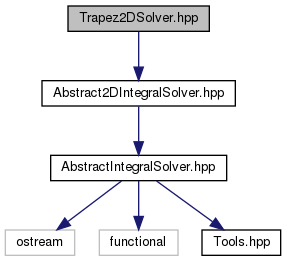 Trapez2DSolver.hpp
Abstract2DIntegralSolver.hpp
AbstractIntegralSolver.hpp
ostream
functional
Tools.hpp